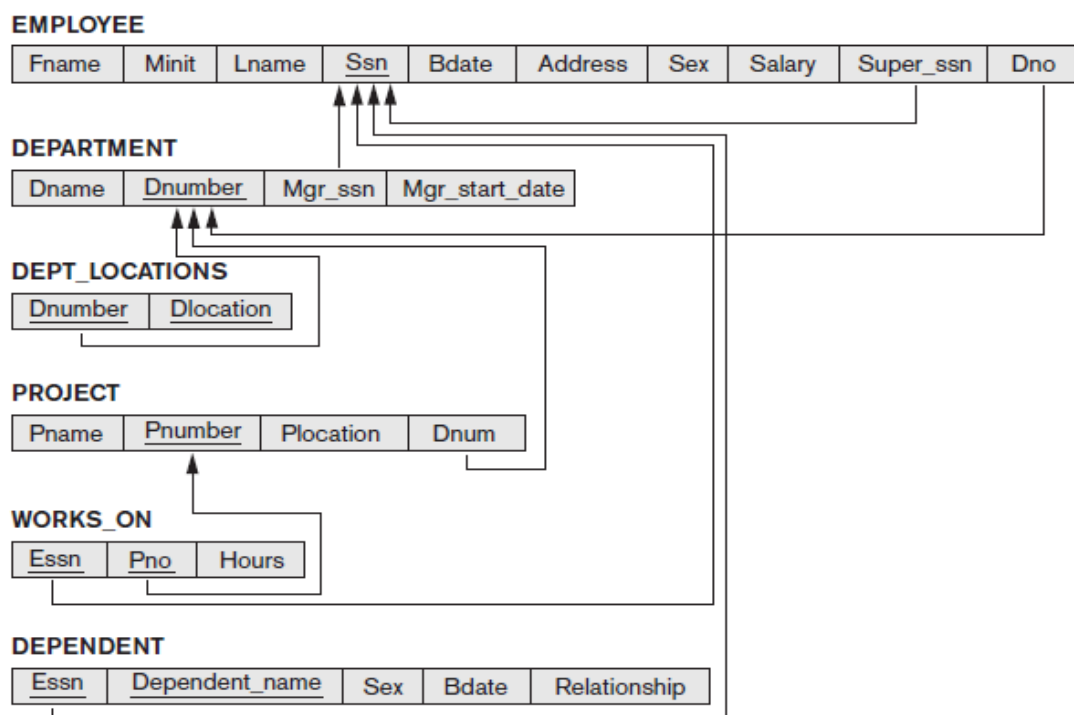 EMPLOYEE
Fname Minit Lname Ssn Bdate Address Sex Salary Super_ssn Dno
DEPARTMENT
Dname Dnumber Mgr_ssn Mgr_start_date
DEPT_LOCATIONS
Dnumber Dlocation
PROJECT
Pname Pnumber Plocation Dnum
WORKS_ON
Essn Pno Hours
DEPENDENT
Essn Dependent_name Sex Bdate Relationship